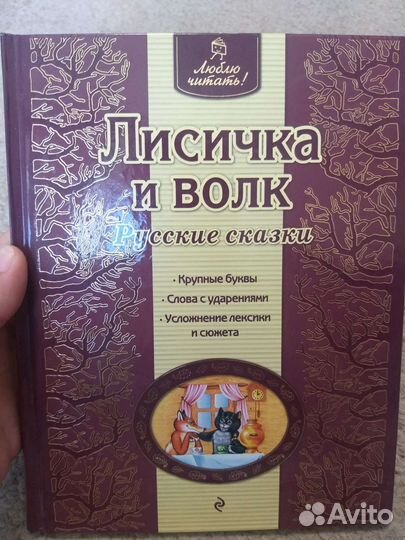 Люблю
читать!
Лисичка
и волк
Русские сказки
• Крупные буквы
• Слова с ударениями
• Усложнение лексики
и сюжета
Avito